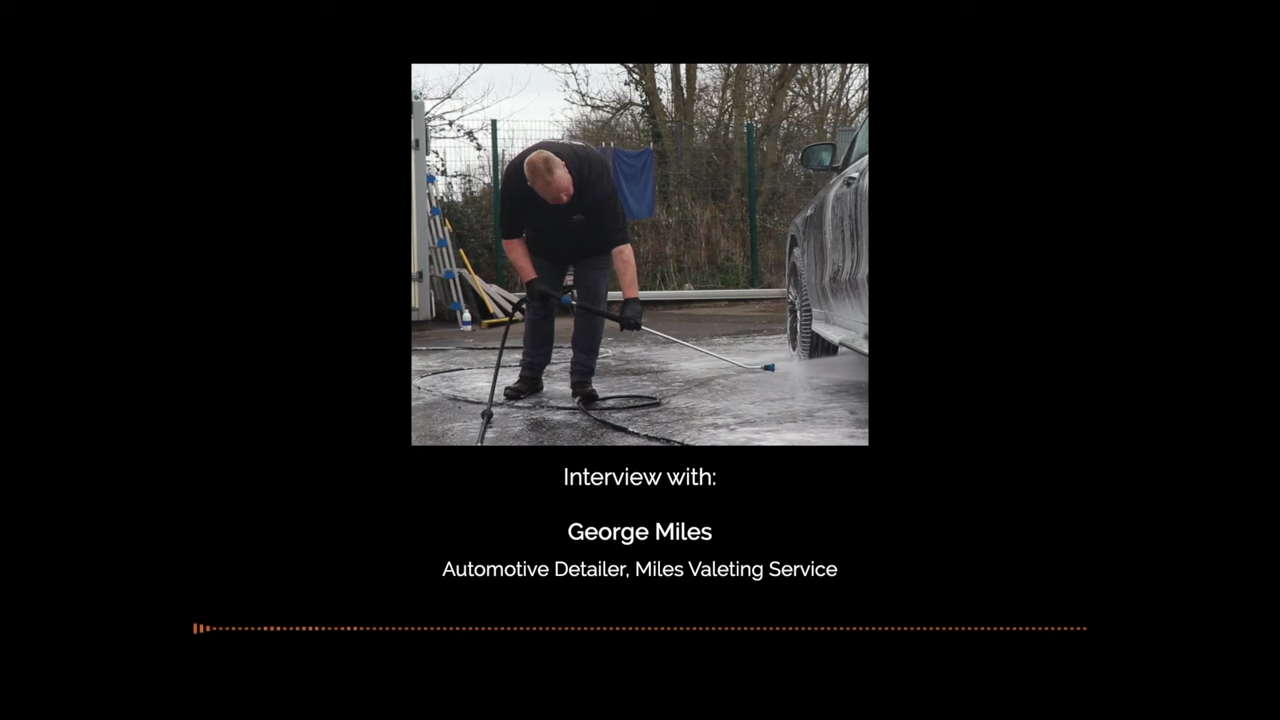 Interview with:
George Miles
Automotive Detailer, Miles Valeting Service